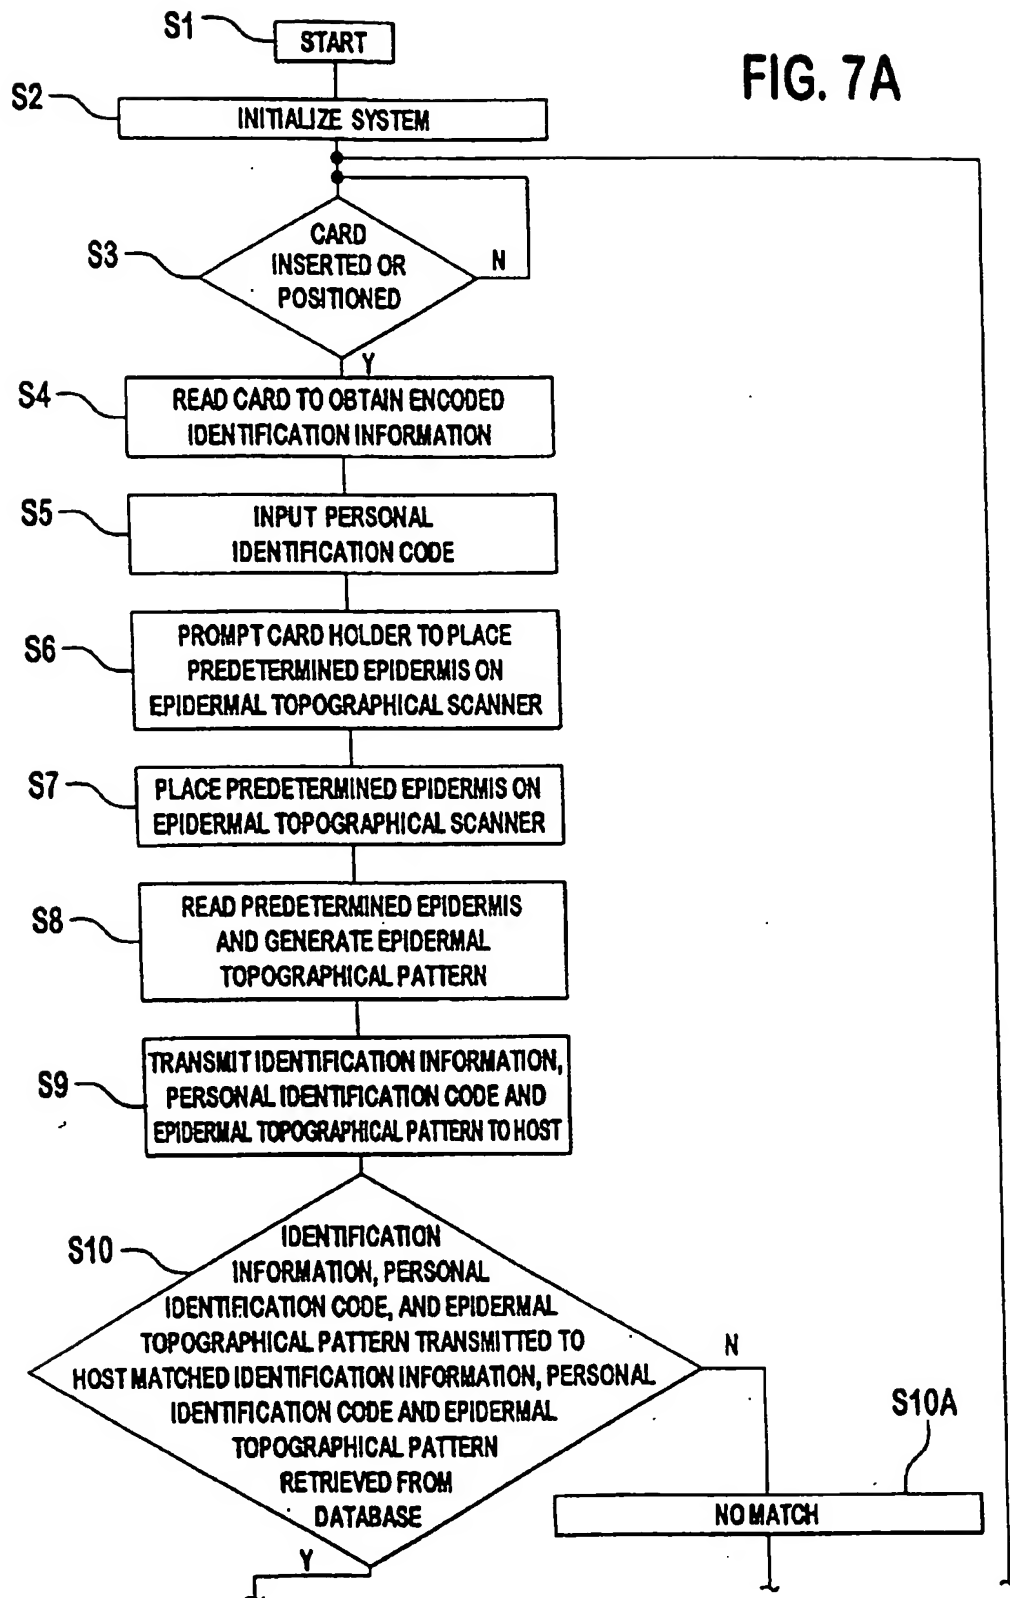 S1
START
FIG. 7A
S2
INITIALIZE SYSTEM
S3
CARD
INSERTED OR
POSITIONED
N
Y
S4
READ CARD TO OBTAIN ENCODED
IDENTIFICATION INFORMATION
S5
INPUT PERSONAL
IDENTIFICATION CODE
S6
PROMPT CARD HOLDER TO PLACE
PREDETERMINED EPIDERMIS ON
EPIDERMAL TOPOGRAPHICAL SCANNER
S7
PLACE PREDETERMINED EPIDERMIS ON
EPIDERMAL TOPOGRAPHICAL SCANNER
S8
READ PREDETERMINED EPIDERMIS
AND GENERATE EPIDERMAL
TOPOGRAPHICAL PATTERN
S9
TRANSMIT IDENTIFICATION INFORMATION,
PERSONAL IDENTIFICATION CODE AND
EPIDERMAL TOPOGRAPHICAL PATTERN TO HOST
S10
IDENTIFICATION
INFORMATION, PERSONAL
IDENTIFICATION CODE, AND EPIDERMAL
TOPOGRAPHICAL PATTERN TRANSMITTED TO
HOST MATCHED IDENTIFICATION INFORMATION, PERSONAL
IDENTIFICATION CODE AND EPIDERMAL
TOPOGRAPHICAL PATTERN
RETRIEVED FROM
DATABASE
N
S10A
NO MATCH
Y